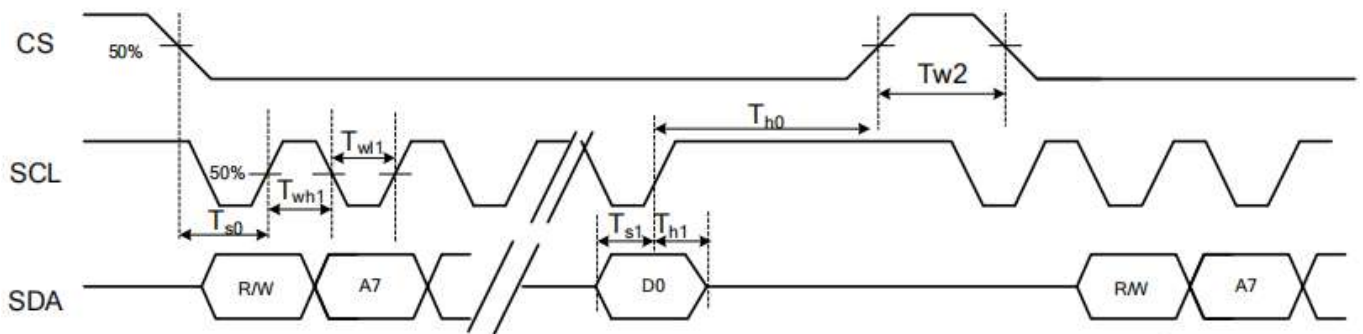 CS
50%
Tw2
Th0
SCL
50%
Twl1
Twh1
Ts0
Ts1
Th1
SDA
R/W
A7
D0
R/W
A7